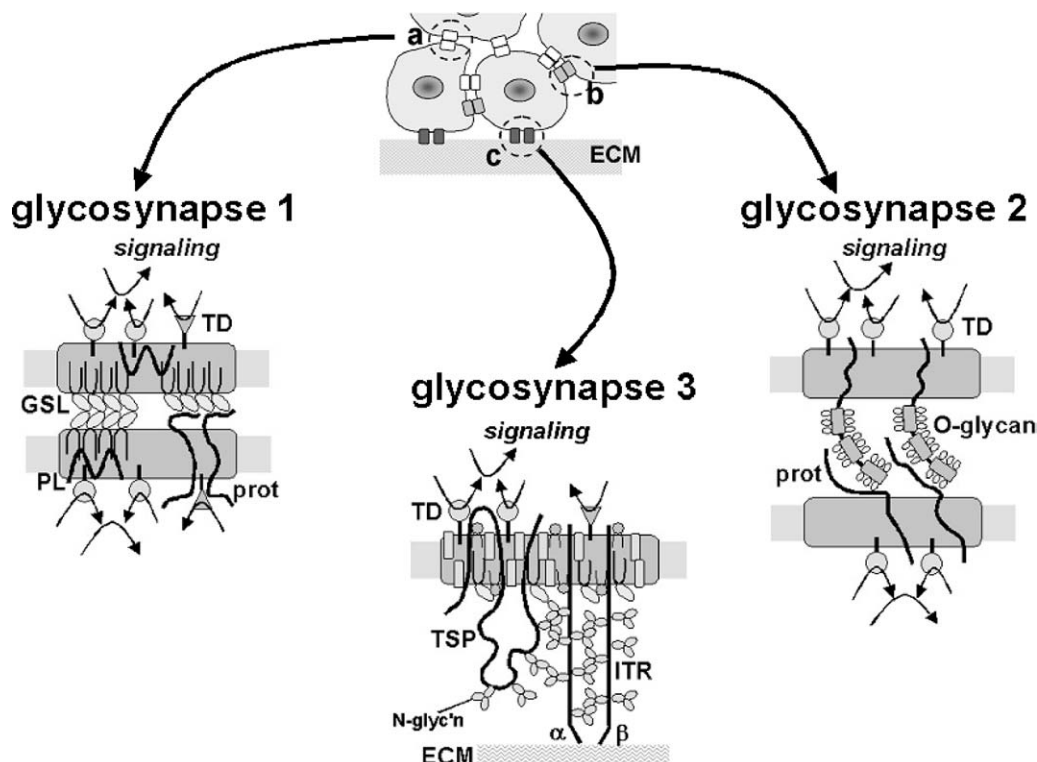 a
b
c
ECM
glycosynapse 1
signaling
TD
GSL
PL
prot
glycosynapse 2
signaling
TD
O-glycan
prot
glycosynapse 3
signaling
TD
TSP
ITR
N-glyc'n
α
β
ECM